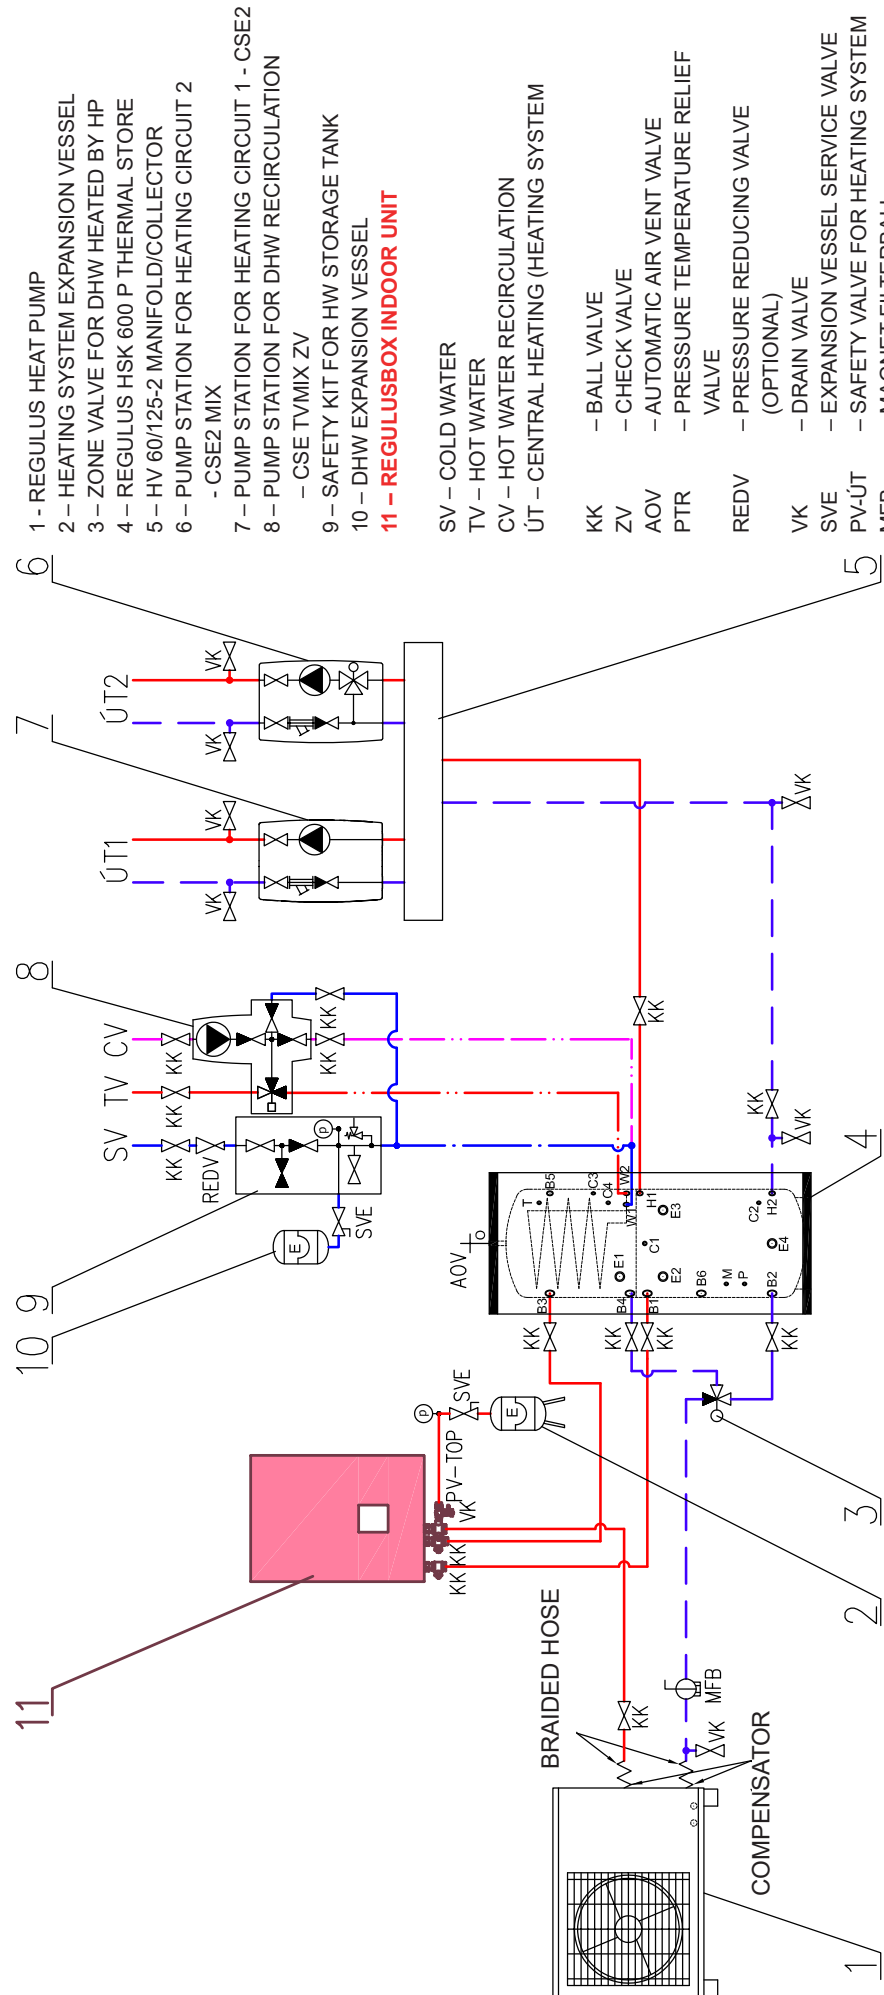 1 - REGULUS HEAT PUMP
2 – HEATING SYSTEM EXPANSION VESSEL
3 – ZONE VALVE FOR DHW HEATED BY HP
4 – REGULUS HSK 600 P THERMAL STORE
5 – HV 60/125-2 MANIFOLD/COLLECTOR
6 – PUMP STATION FOR HEATING CIRCUIT 2
- CSE2 MIX
7 – PUMP STATION FOR HEATING CIRCUIT 1 - CSE2
8 – PUMP STATION FOR DHW RECIRCULATION
– CSE TVMIX ZV
9 – SAFETY KIT FOR HW STORAGE TANK
10 – DHW EXPANSION VESSEL
11 – REGULUSBOX INDOOR UNIT
SV – COLD WATER
TV – HOT WATER
CV – HOT WATER RECIRCULATION
ÚT – CENTRAL HEATING (HEATING SYSTEM
KK – BALL VALVE
ZV – CHECK VALVE
AOV – AUTOMATIC AIR VENT VALVE
PTR – PRESSURE TEMPERATURE RELIEF
VALVE
REDV – PRESSURE REDUCING VALVE
(OPTIONAL)
VK – DRAIN VALVE
SVE – EXPANSION VESSEL SERVICE VALVE
PV-ÚT – SAFETY VALVE FOR HEATING SYSTEM
MFB – MAGNET FILTERBALL
11
10
9
8
7
6
SV
TV
CV
ÚT1
ÚT2
KK
KK
KK
VK
VK
VK
VK
REDV
p
KK
KK
E
SVE
5
AOV
T
B5
C3
C4
W2
W1
H1
E1
C1
E3
E2
B6
M
P
C2
H2
E4
B2
B3
B4
B1
KK
KK
KK
KK
KK
KK
VK
VK
4
p
SVE
E
PV-TOP
VK
KK
KK
3
2
BRAIDED HOSE
KK
MFB
VK
COMPENSATOR
1